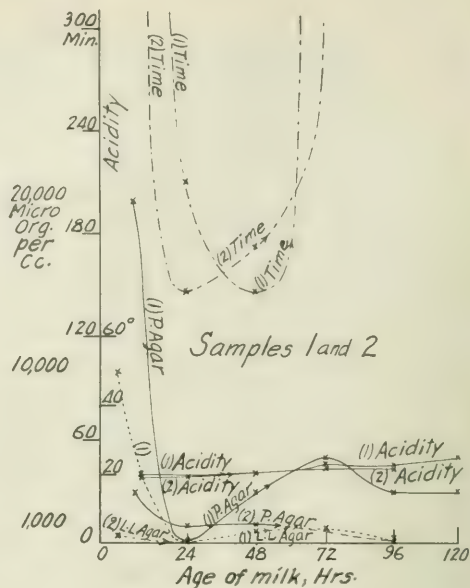 300
Min.
(2) Time
(1) Time
Acidity
240
20,000
Micro
Org.
per
Cc.
180
(2) Time
(1) Time
(1) P. Agar
120
60°
Samples 1 and 2
10,000
40
60
(1)
(1) Acidity
(1) Acidity
20
(2) Acidity
(2) Acidity
(1) P. Agar
1,000
(2) L.L Agar
(2) P. Agar
(1) L.L Agar
0
0
24
48
72
96
120
Age of milk, Hrs.